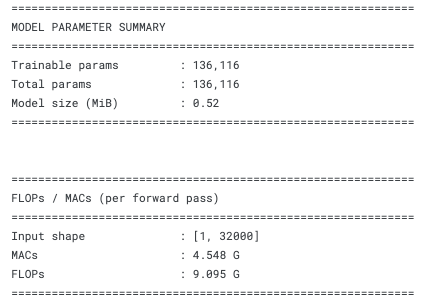 ==========================================================
MODEL PARAMETER SUMMARY
==========================================================
Trainable params         : 136,116
Total params             : 136,116
Model size (MiB)         : 0.52
==========================================================
==========================================================
FLOPs / MACs (per forward pass)
==========================================================
Input shape              : [1, 32000]
MACs                     : 4.548 G
FLOPs                    : 9.095 G
==========================================================